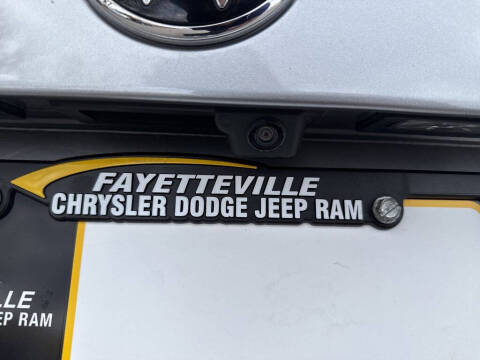 FAYETTEVILLE
CHRYSLER DODGE JEEP RAM
LLE
EP RAM